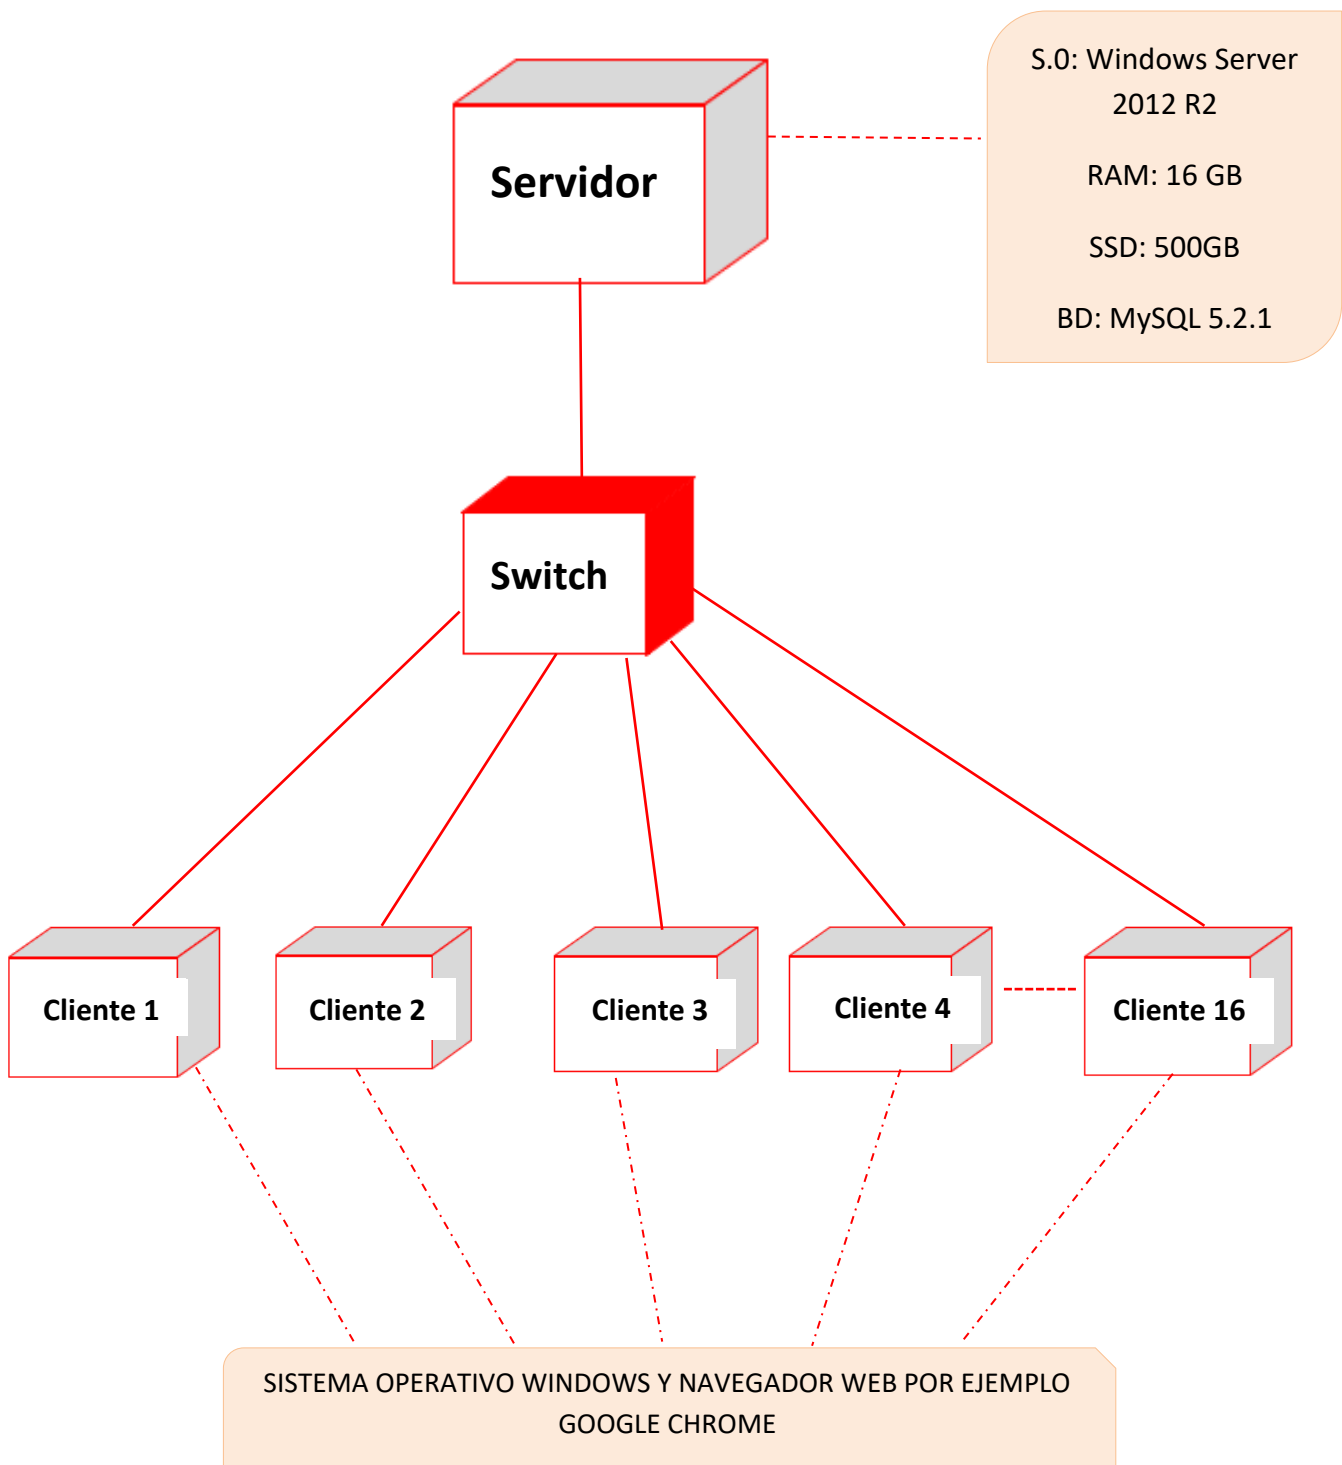 S.0: Windows Server
2012 R2
RAM: 16 GB
SSD: 500GB
BD: MySQL 5.2.1
Servidor
Switch
Cliente 1
Cliente 2
Cliente 3
Cliente 4
Cliente 16
SISTEMA OPERATIVO WINDOWS Y NAVEGADOR WEB POR EJEMPLO
GOOGLE CHROME